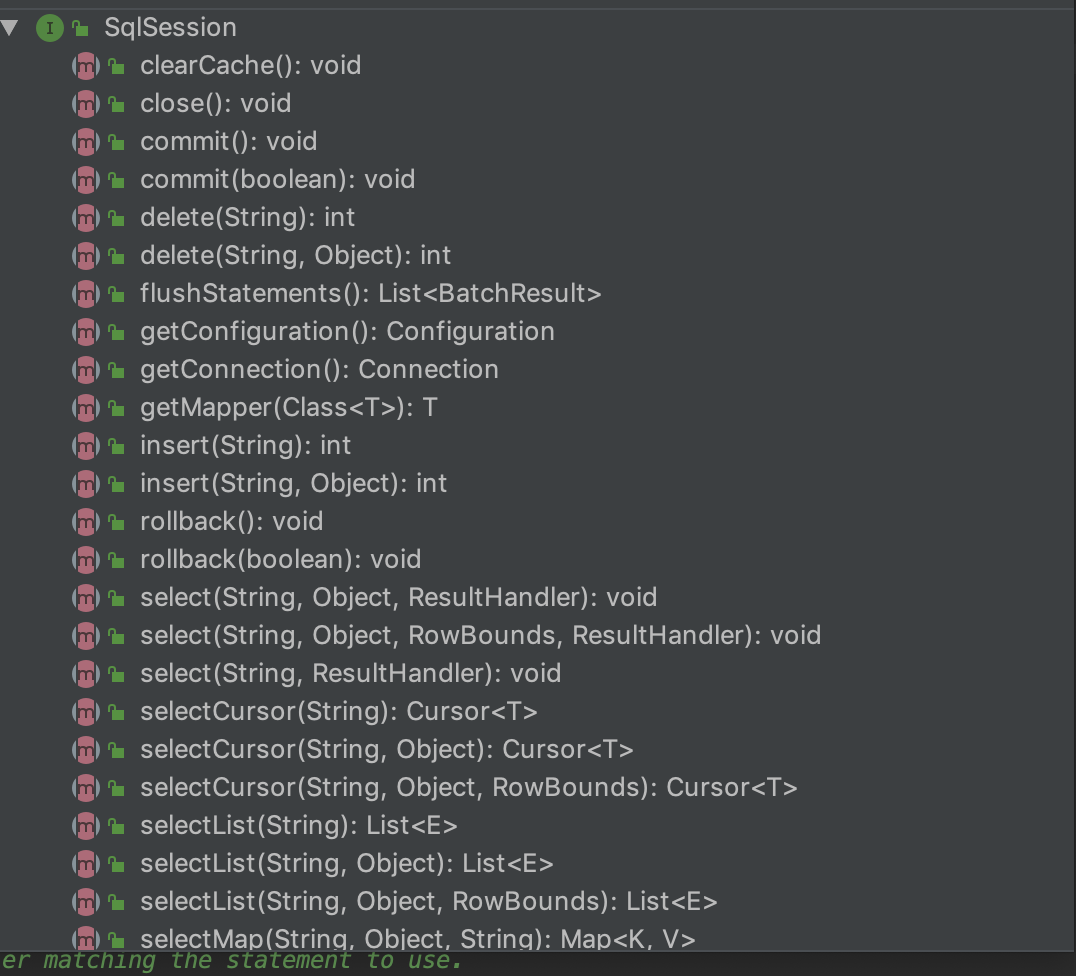 SqlSession
clearCache(): void
close(): void
commit(): void
commit(boolean): void
delete(String): int
delete(String, Object): int
flushStatements(): List<BatchResult>
getConfiguration(): Configuration
getConnection(): Connection
getMapper(Class<T>): T
insert(String): int
insert(String, Object): int
rollback(): void
rollback(boolean): void
select(String, Object, ResultHandler): void
select(String, Object, RowBounds, ResultHandler): void
select(String, ResultHandler): void
selectCursor(String): Cursor<T>
selectCursor(String, Object): Cursor<T>
selectCursor(String, Object, RowBounds): Cursor<T>
selectList(String): List<E>
selectList(String, Object): List<E>
selectList(String, Object, RowBounds): List<E>
selectMap(String, Object, String): Map<K, V>
er matching the statement to use.